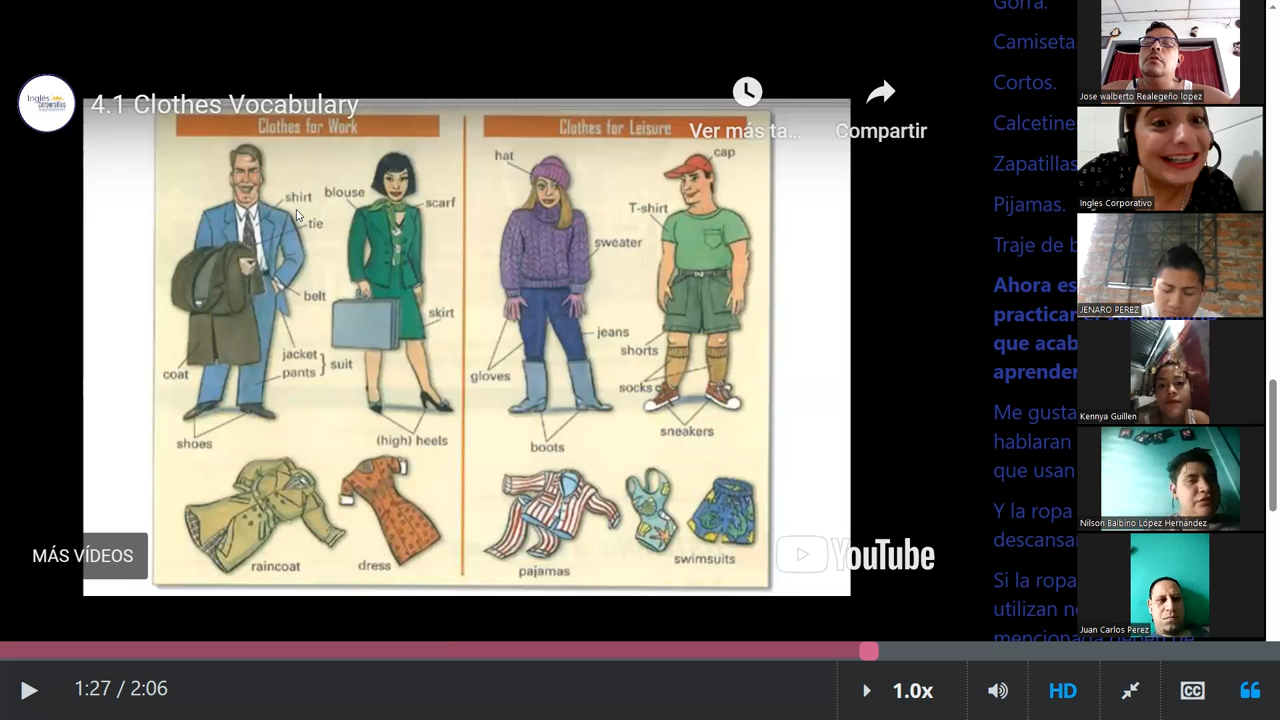 4.1 Clothes Vocabulary
Inglés
Corporativo
Ver más ta...
Compartir
Clothes for Work
Clothes for Leisure
shirt
tie
belt
coat
jacket
pants
suit
shoes
blouse
scarf
skirt
(high) heels
raincoat
dress
hat
sweater
jeans
gloves
boots
cap
T-shirt
shorts
socks
sneakers
pajamas
swimsuits
MÁS VÍDEOS
YouTube
Gorra.
Camiseta
Cortos.
Calcetine
Zapatillas
Pijamas.
Traje de b
Ahora es
practicar
que acab
aprender
Me gusta
hablaran
que usan
Y la ropa
descansa
Si la ropa
utilizan n
Jose walberto Realegeño lopez
Ingles Corporativo
JENARO PEREZ
Kennya Guillen
Nilson Balbino López Hernández
Juan Carlos Perez
1:27 / 2:06
1.0x
HD
CC